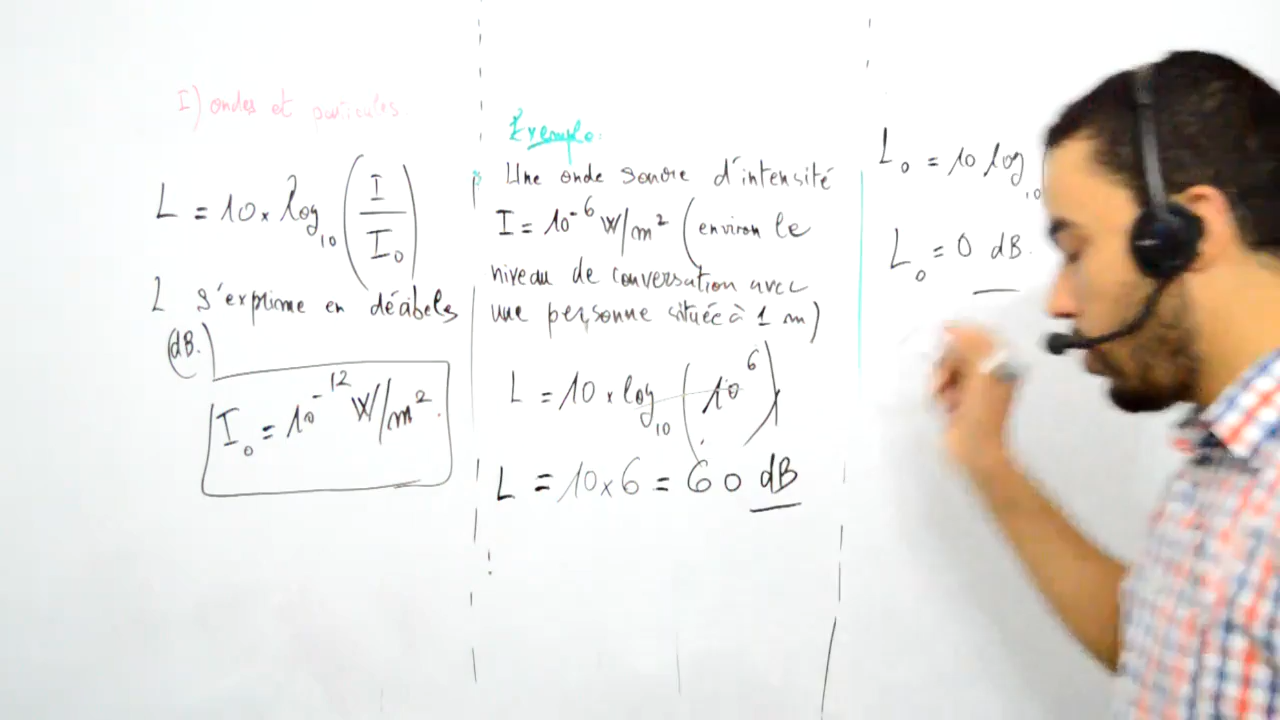 I) ondes et particules.
L = 10 × log₁₀ (I / I₀)
L s'exprime en décibels
(dB.)
I₀ = 10⁻¹² W/m².
Exemple:
Une onde sonore d'intensité
I = 10⁻⁶ W/m² (environ le
niveau de conversation avec
une personne située à 1 m)
L = 10 × log₁₀ (10⁶)
L = 10 × 6 = 60 dB
L₀ = 10 log₁₀ (
L₀ = 0 dB.